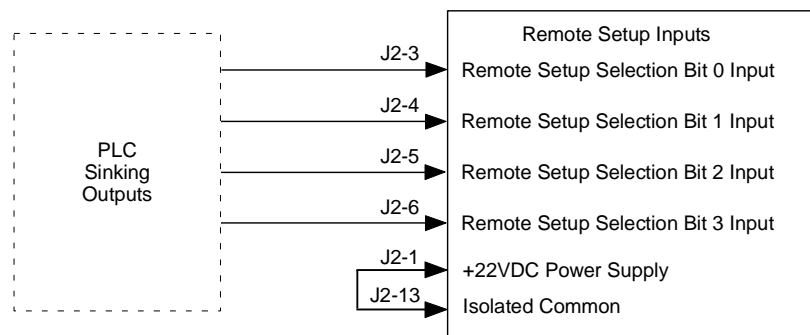 Remote Setup Inputs
J2-3
Remote Setup Selection Bit 0 Input
J2-4
Remote Setup Selection Bit 1 Input
PLC
Sinking
Outputs
J2-5
Remote Setup Selection Bit 2 Input
J2-6
Remote Setup Selection Bit 3 Input
J2-1
+22VDC Power Supply
J2-13
Isolated Common